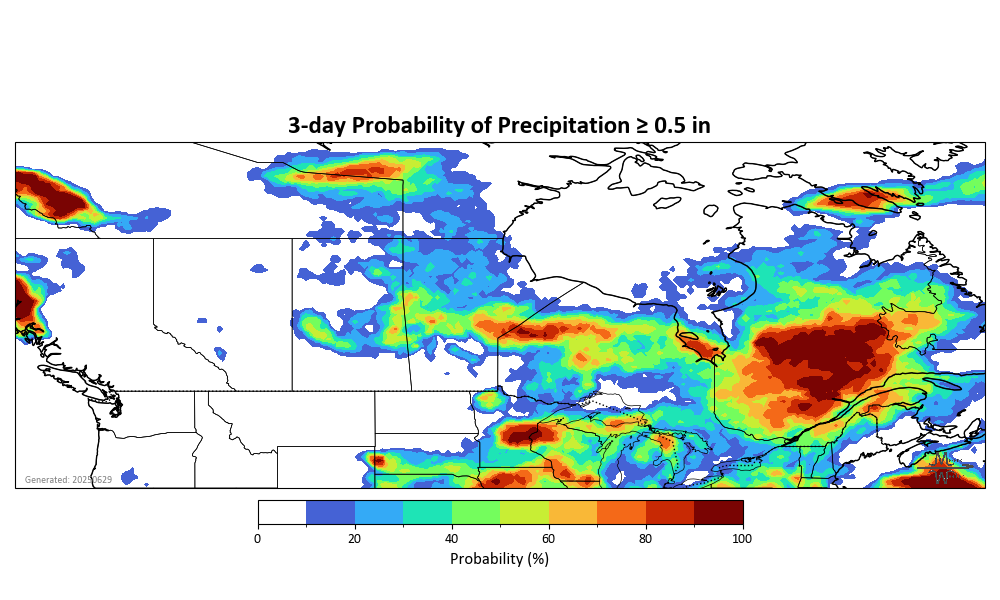 3-day Probability of Precipitation ≥ 0.5 in
Generated: 20250629
0 20 40 60 80 100
Probability (%)